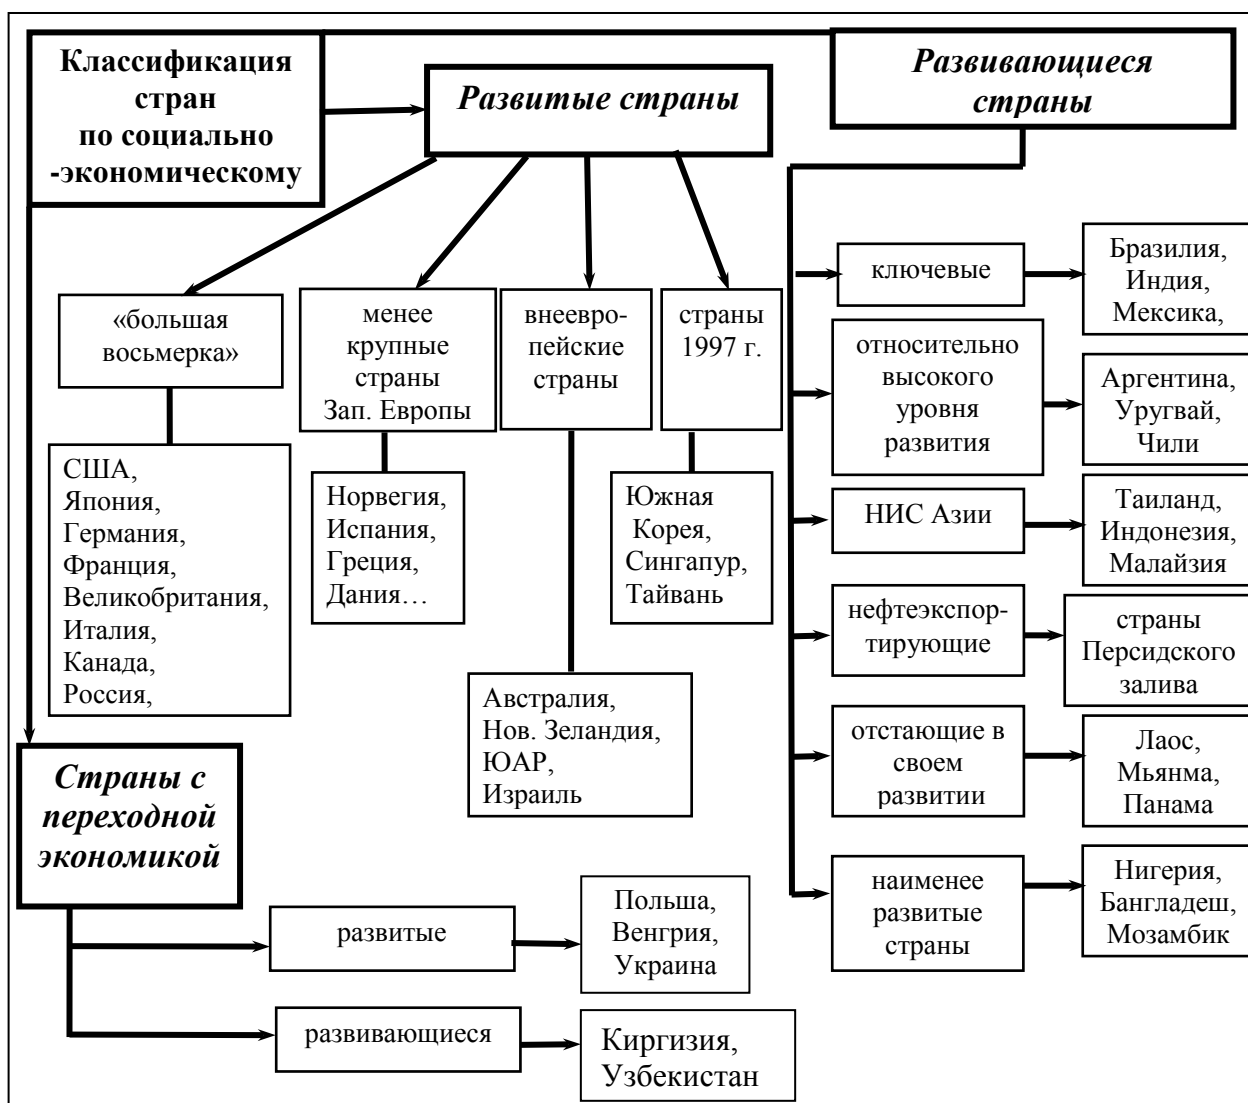 Классификация
стран
по социально
-экономическому
Развитые страны
Развивающиеся
страны
«большая
восьмерка»
менее
крупные
страны
Зап. Европы
внеевро-
пейские
страны
страны
1997 г.
США,
Япония,
Германия,
Франция,
Великобритания,
Италия,
Канада,
Россия,
Норвегия,
Испания,
Греция,
Дания…
Австралия,
Нов. Зеландия,
ЮАР,
Израиль
Южная
Корея,
Сингапур,
Тайвань
ключевые
Бразилия,
Индия,
Мексика,
относительно
высокого
уровня
развития
Аргентина,
Уругвай,
Чили
НИС Азии
Таиланд,
Индонезия,
Малайзия
нефтеэкспор-
тирующие
страны
Персидского
залива
отстающие в
своем
развитии
Лаос,
Мьянма,
Панама
наименее
развитые
страны
Нигерия,
Бангладеш,
Мозамбик
Страны с
переходной
экономикой
развитые
Польша,
Венгрия,
Украина
развивающиеся
Киргизия,
Узбекистан